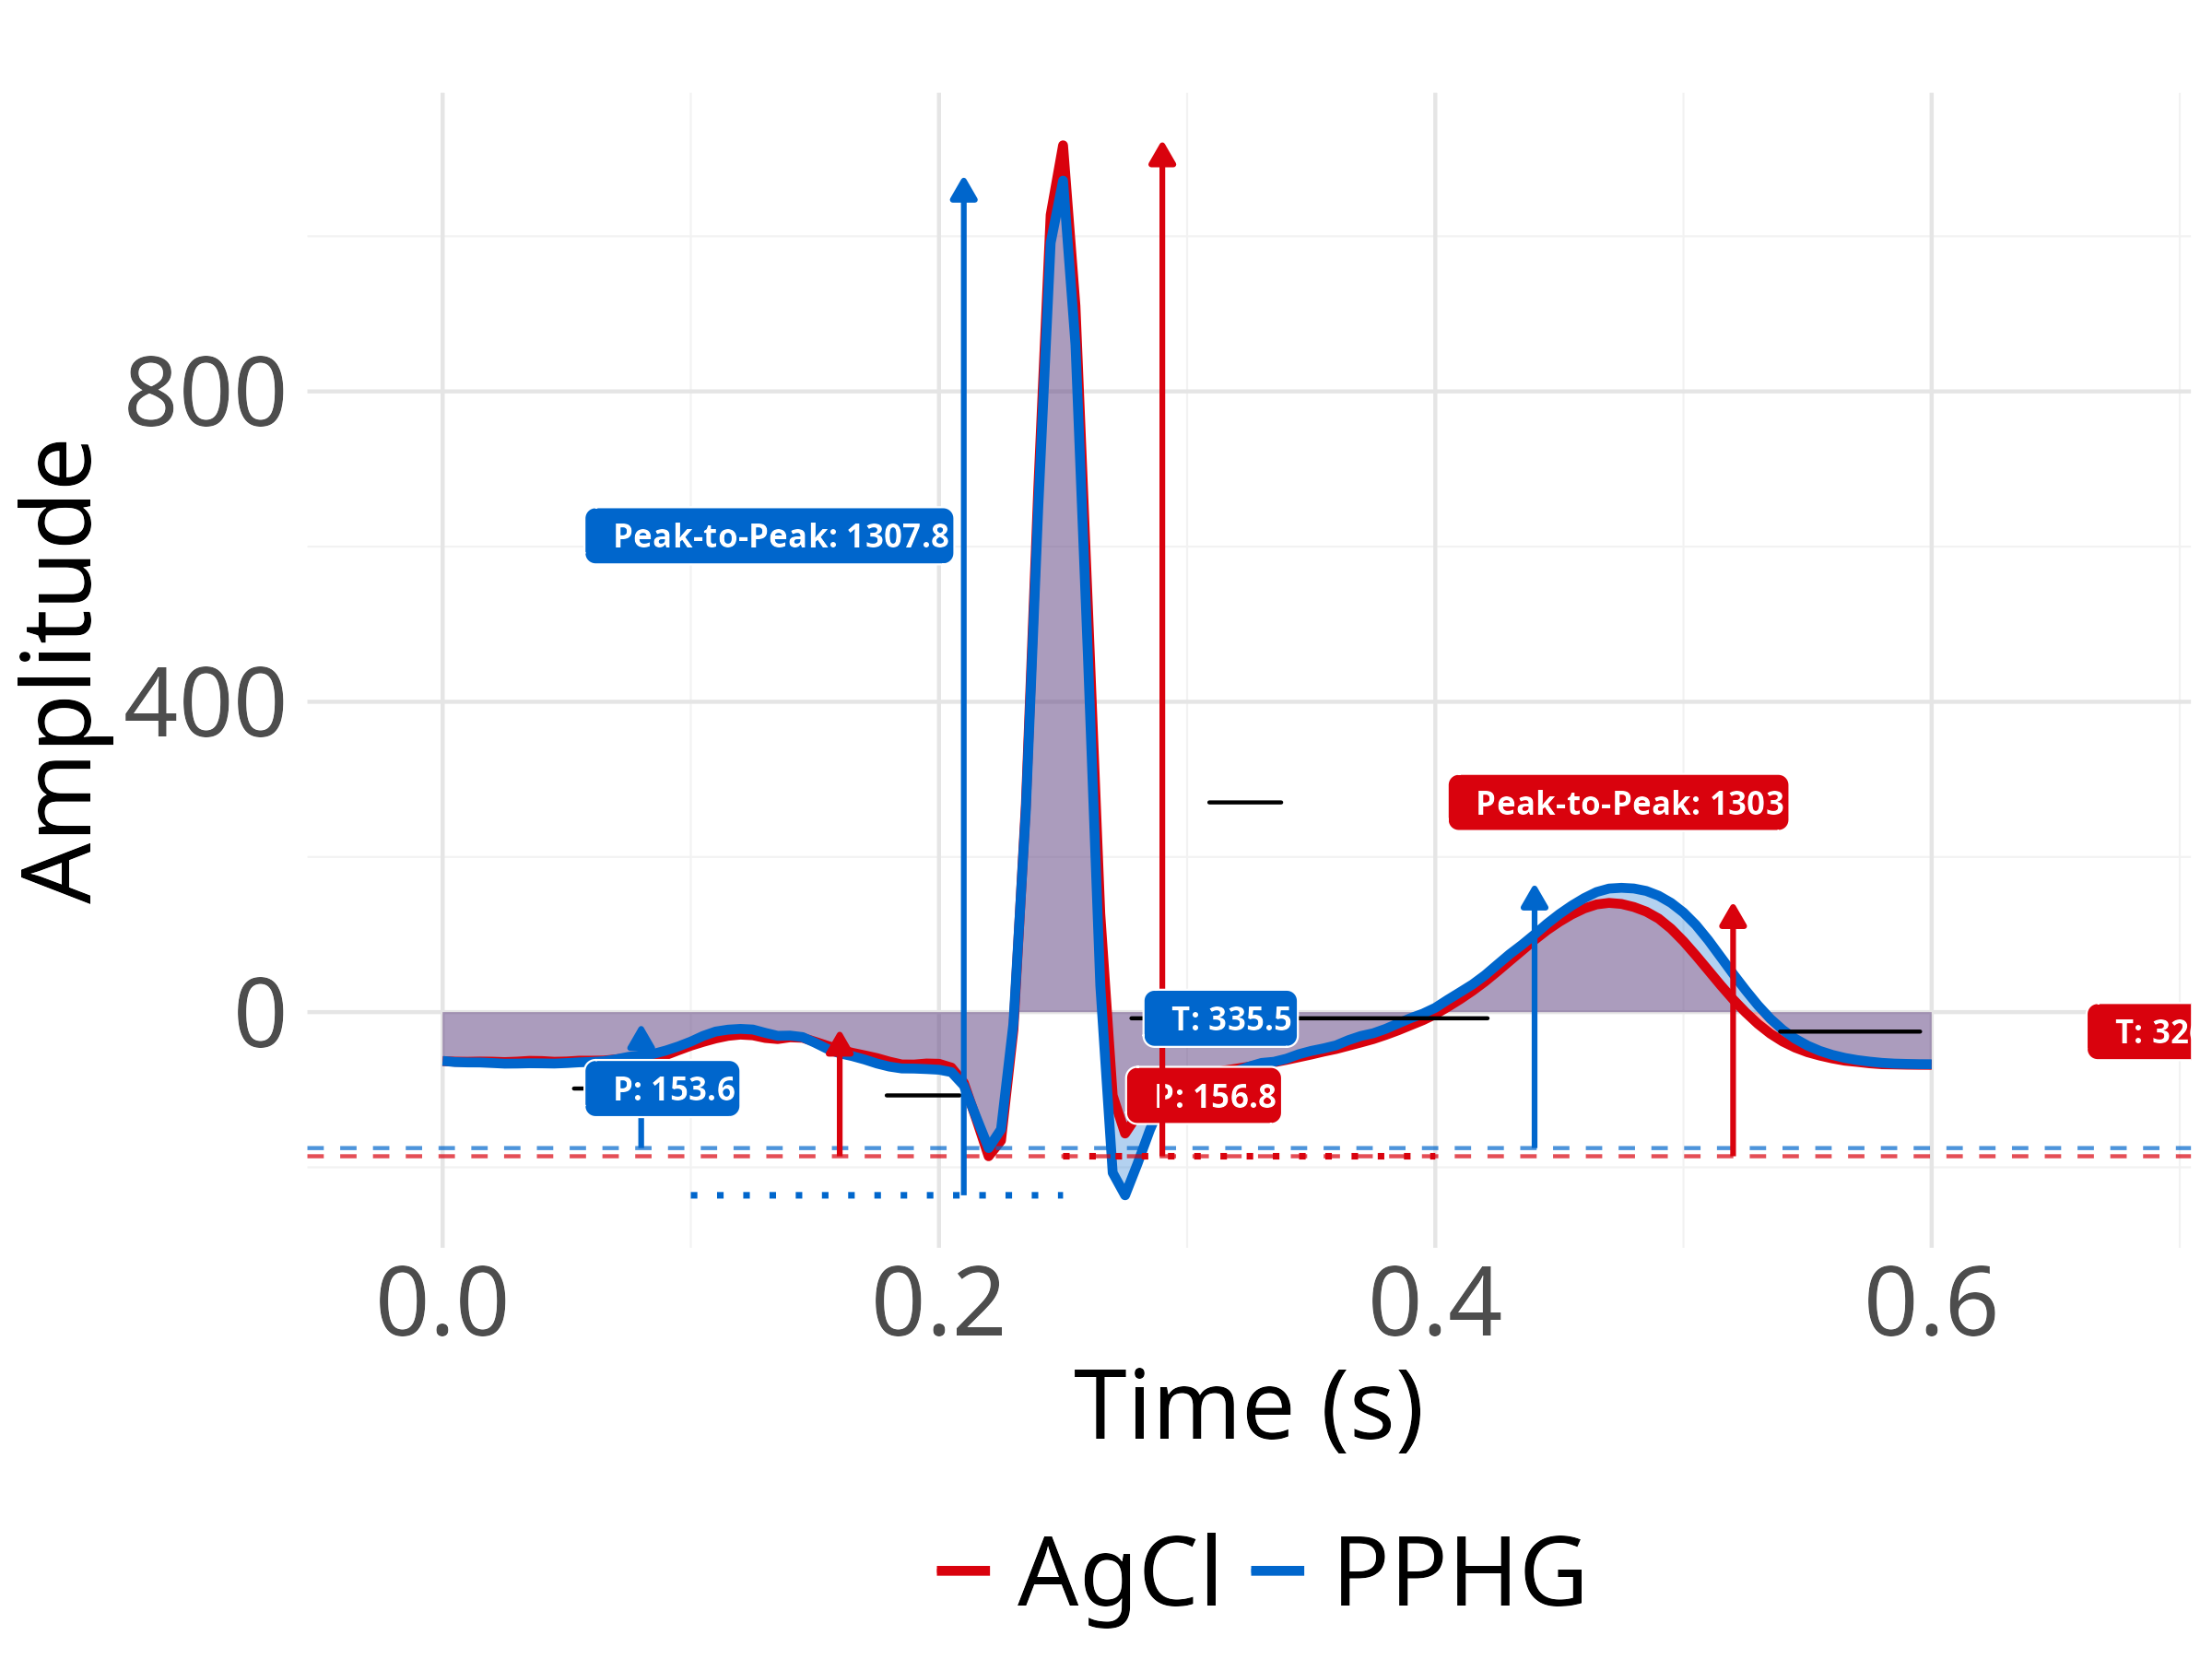 Amplitude
800
400
0
Peak-to-Peak: 1307.8
Peak-to-Peak: 1303
T: 335.5
T: 32
P: 153.6
P: 156.8
0.0 0.2 0.4 0.6
Time (s)
AgCl PPHG